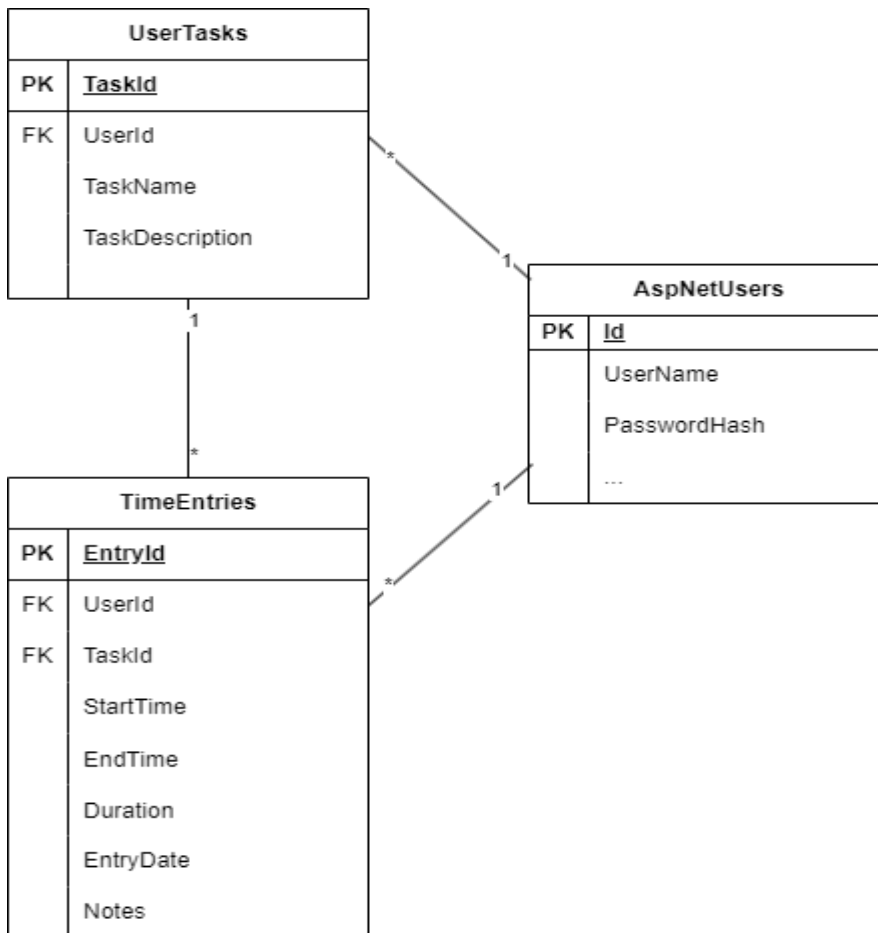 UserTasks
PK TaskId
FK UserId
TaskName
TaskDescription
*
1
AspNetUsers
PK Id
UserName
PasswordHash
...
1
*
1
*
TimeEntries
PK EntryId
FK UserId
FK TaskId
StartTime
EndTime
Duration
EntryDate
Notes